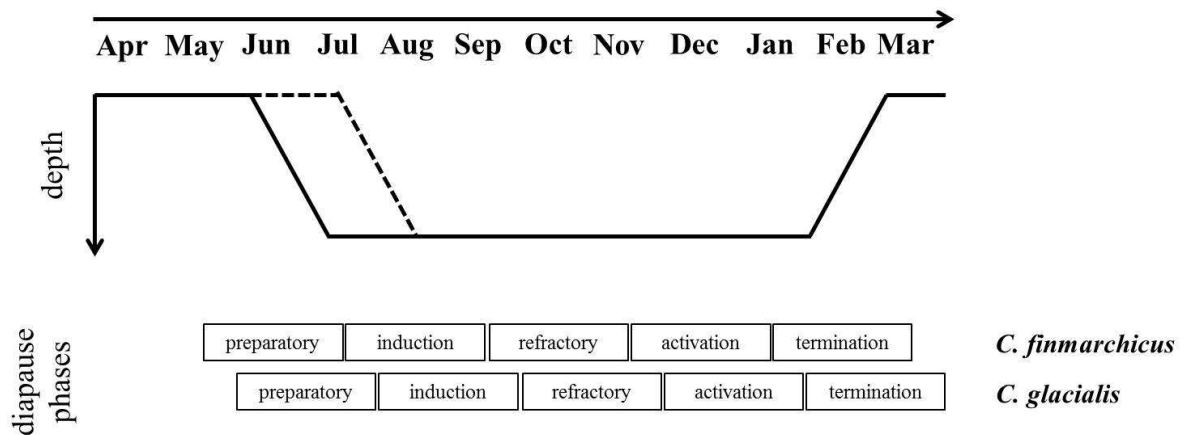 Apr May Jun Jul Aug Sep Oct Nov Dec Jan Feb Mar
depth
diapause
phases
preparatory induction refractory activation termination C. finmarchicus
preparatory induction refractory activation termination C. glacialis